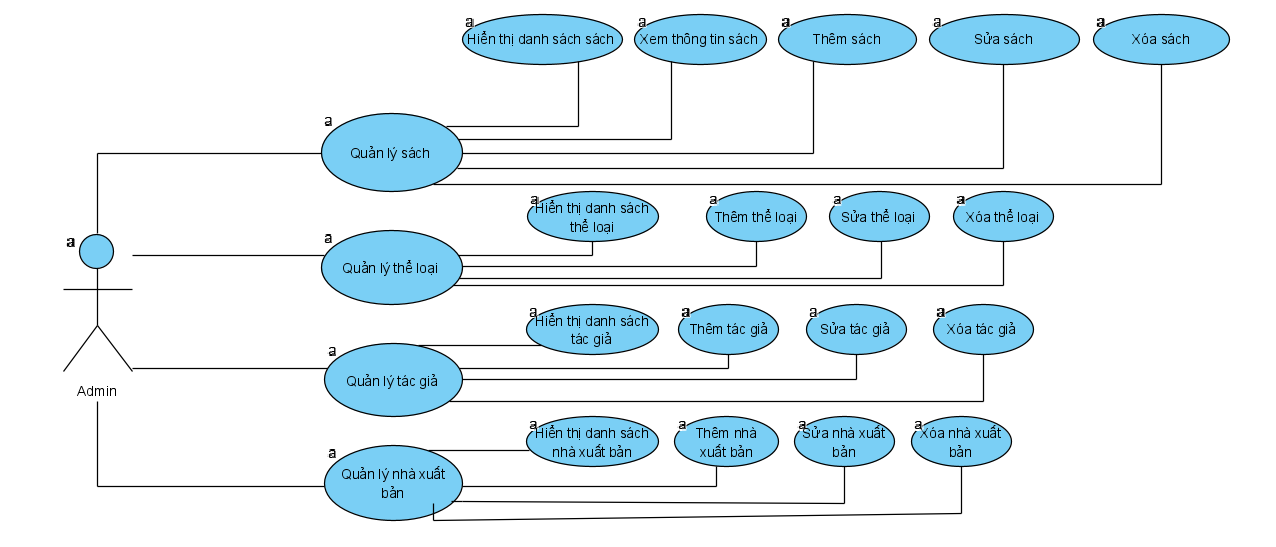 a
a
a
a
a
Hiển thị danh sách sách
Xem thông tin sách
Thêm sách
Sửa sách
Xóa sách
a
Quản lý sách
a
a
a
a
Hiển thị danh sách
thể loại
Thêm thể loại
Sửa thể loại
Xóa thể loại
a
a
Quản lý thể loại
a
a
a
a
Hiển thị danh sách
tác giả
Thêm tác giả
Sửa tác giả
Xóa tác giả
a
Quản lý tác giả
Admin
a
a
a
a
Hiển thị danh sách
nhà xuất bản
Thêm nhà
xuất bản
Sửa nhà xuất
bản
Xóa nhà xuất
bản
a
Quản lý nhà xuất
bản